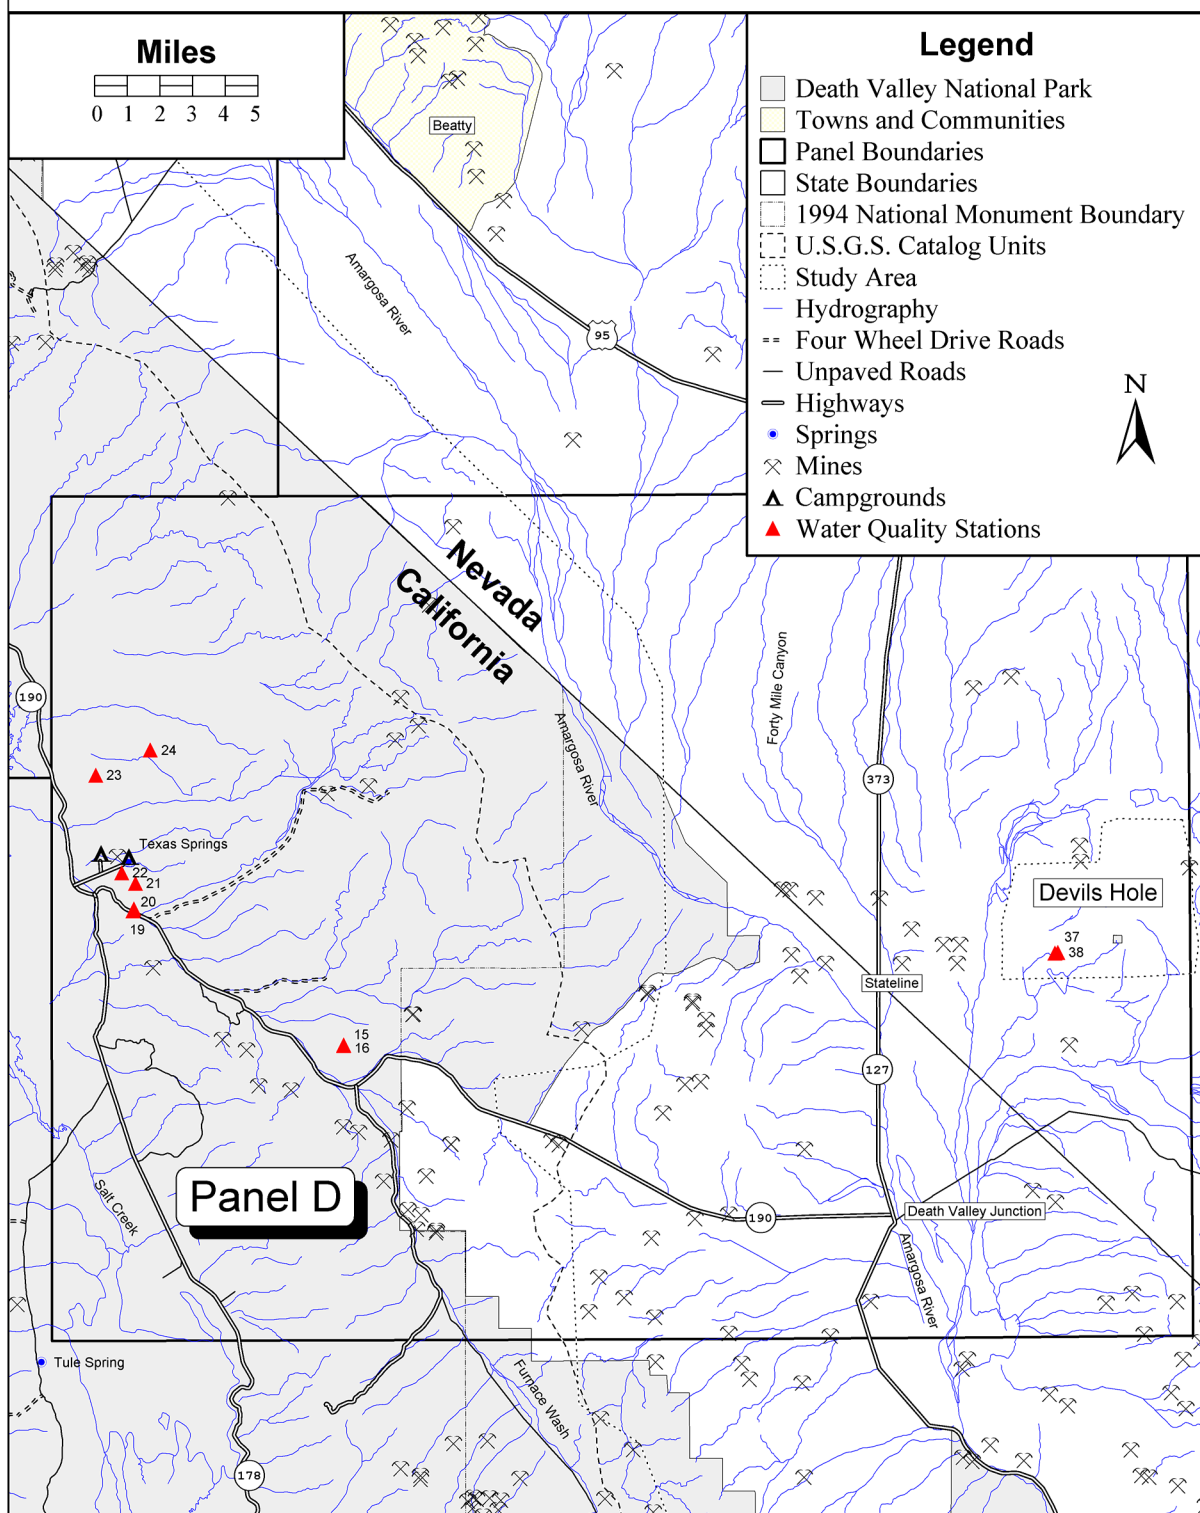 Miles
0 1 2 3 4 5
Legend
Death Valley National Park
Towns and Communities
Panel Boundaries
State Boundaries
1994 National Monument Boundary
U.S.G.S. Catalog Units
Study Area
Hydrography
Four Wheel Drive Roads
Unpaved Roads
Highways
Springs
Mines
Campgrounds
Water Quality Stations
N
Beatty
Amargosa River
95
Nevada
California
190
Amargosa River
Forty Mile Canyon
373
24
23
Texas Springs
22
21
20
19
Devils Hole
37
38
Stateline
15
16
127
Panel D
Salt Creek
190
Death Valley Junction
Amargosa River
Tule Spring
Furnace Wash
178